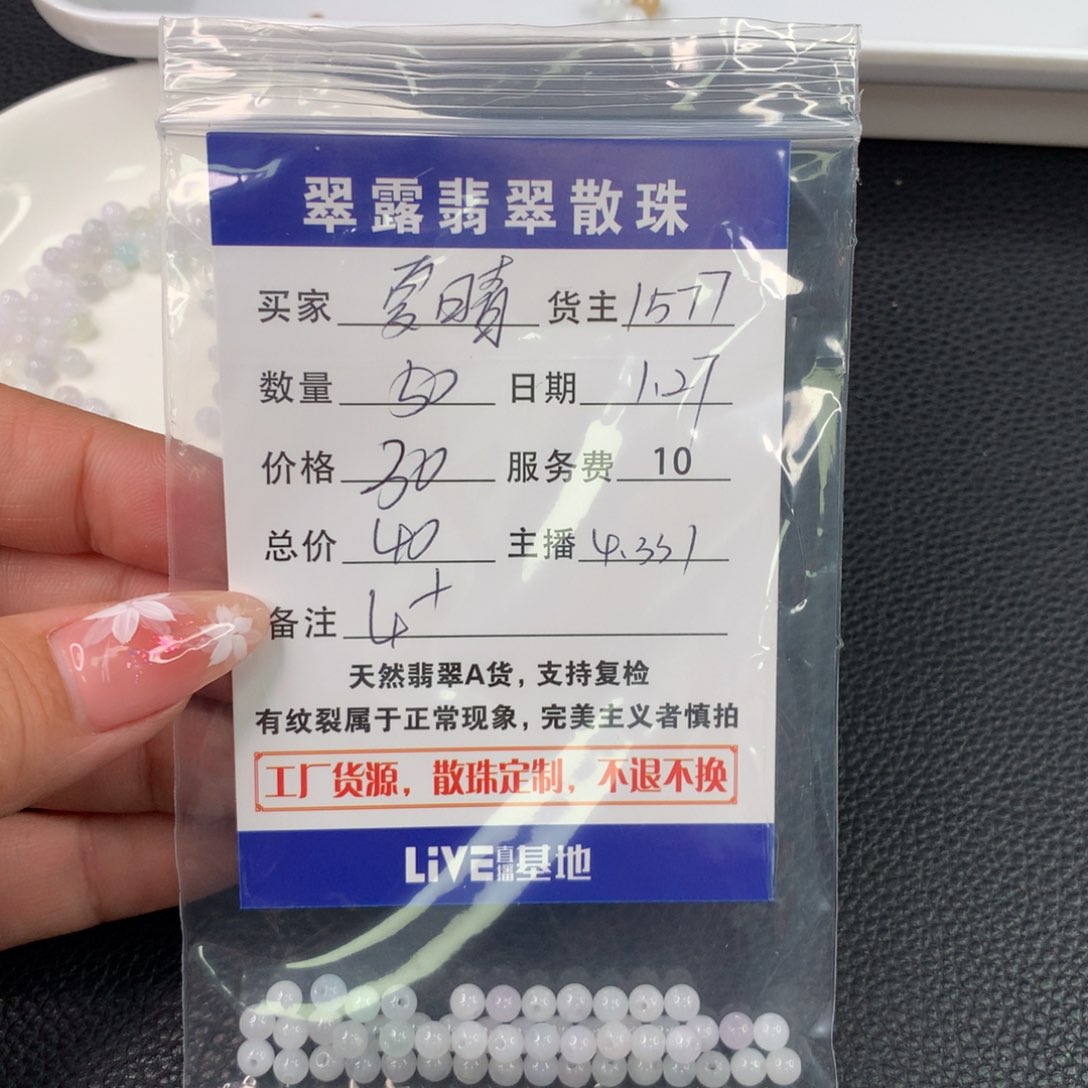 翠露翡翠散珠
买家 夏日晴 货主 1577
数量 50 日期 1.27
价格 30 服务费 10
总价 40 主播 4.331
备注 4+
天然翡翠A货，支持复检
有纹裂属于正常现象，完美主义者慎拍
工厂货源，散珠定制，不退不换
LiVE直播基地